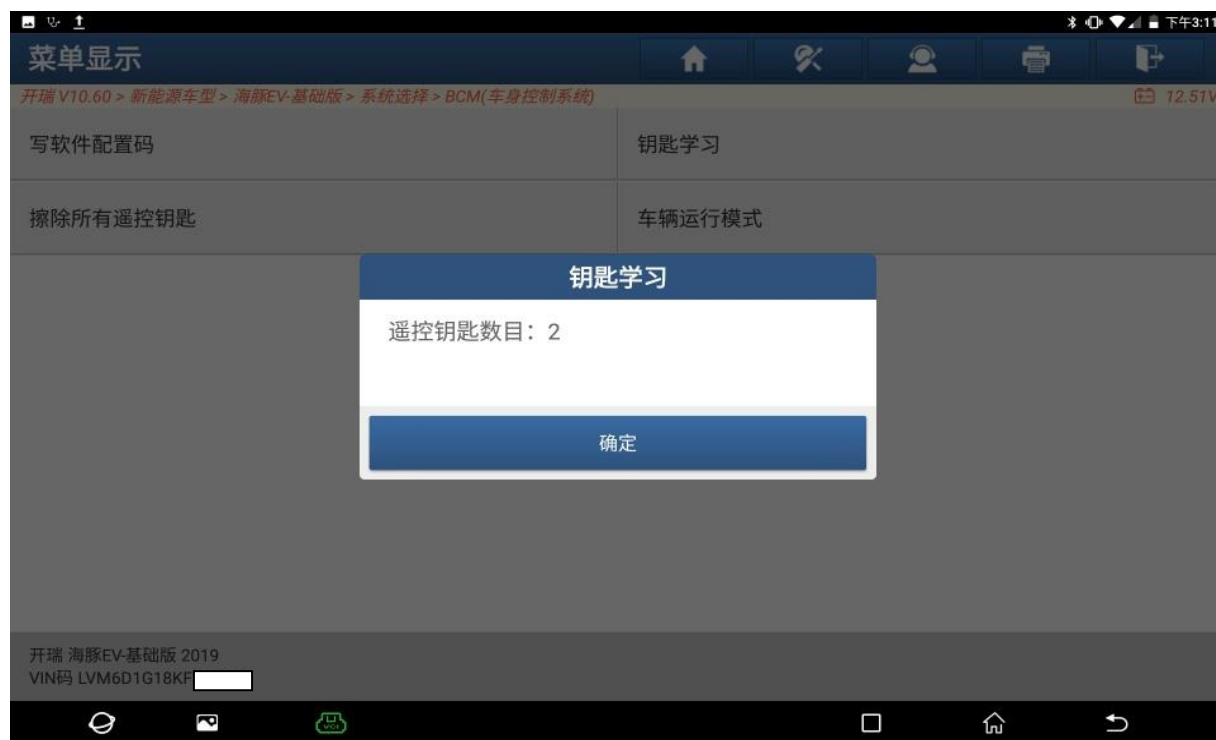 下午3:11
菜单显示
开瑞 V10.60 > 新能源车型 > 海豚EV-基础版 > 系统选择 > BCM(车身控制系统)
12.51V
写软件配置码
钥匙学习
擦除所有遥控钥匙
车辆运行模式
钥匙学习
遥控钥匙数目：2
确定
开瑞 海豚EV-基础版 2019
VIN码 LVM6D1G18KF
VCI